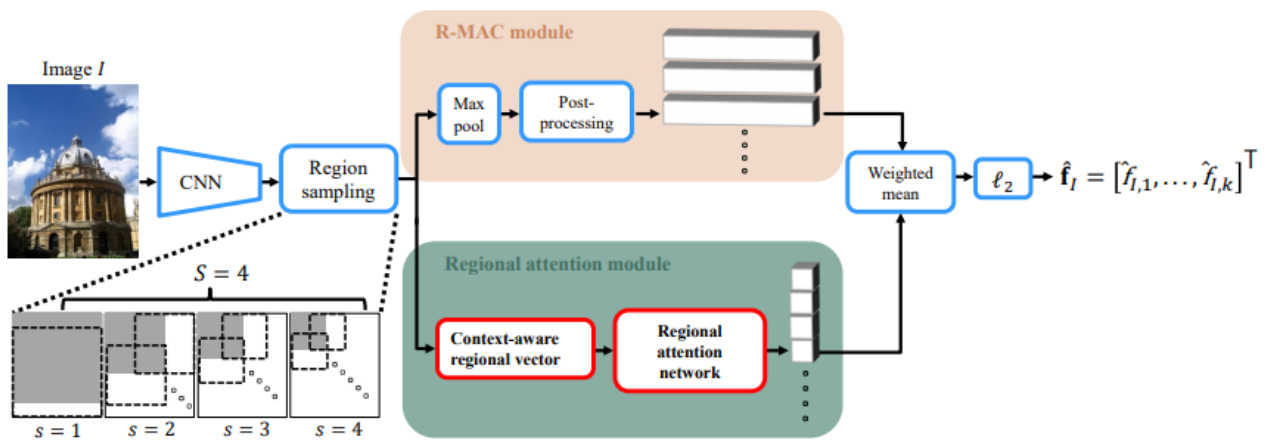 Image I
CNN
Region
sampling
S = 4
s = 1
s = 2
s = 3
s = 4
R-MAC module
Max
pool
Post-
processing
Regional attention module
Context-aware
regional vector
Regional
attention
network
Weighted
mean
ℓ₂
f̂_I = [f̂_{I,1}, . . . , f̂_{I,k}]^T